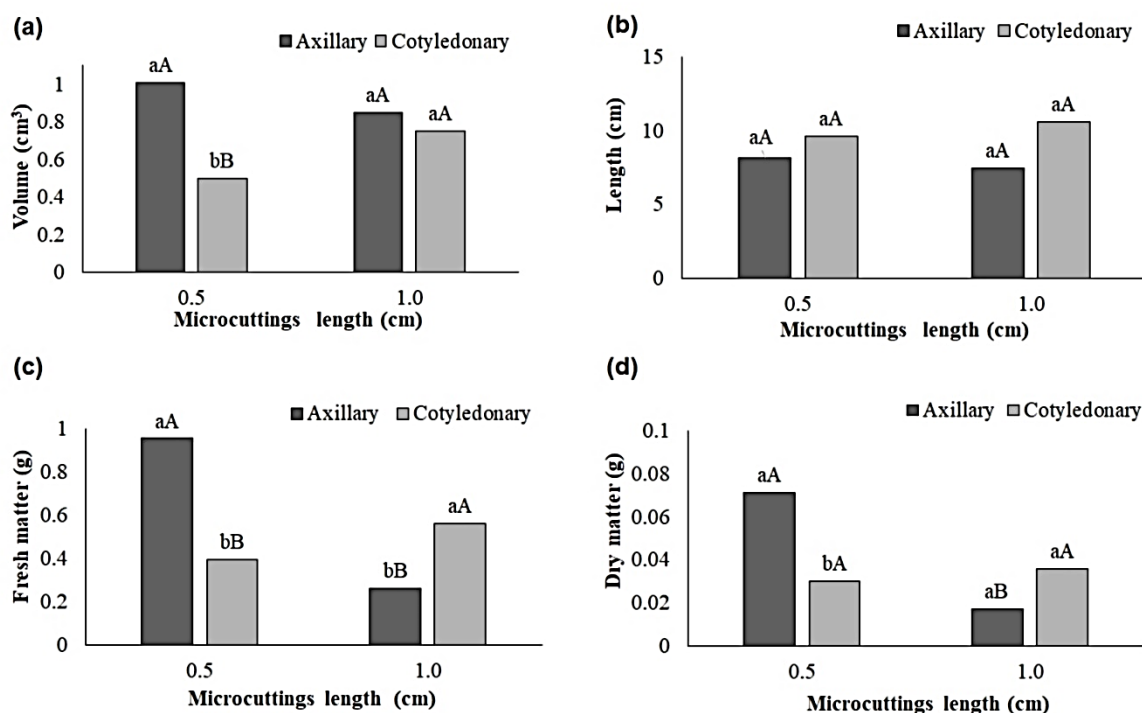 (a)
Axillary Cotyledonary
Volume (cm³)
1
0.8
0.6
0.4
0.2
0
aA
bB
aA
aA
0.5 1.0
Microcuttings length (cm)
(b)
Axillary Cotyledonary
Length (cm)
15
10
5
0
aA
aA
aA
aA
0.5 1.0
Microcuttings length (cm)
(c)
Axillary Cotyledonary
Fresh matter (g)
1
0.8
0.6
0.4
0.2
0
aA
bB
bB
aA
0.5 1.0
Microcuttings length (cm)
(d)
Axillary Cotyledonary
Dry matter (g)
0.1
0.08
0.06
0.04
0.02
0
aA
bA
aB
aA
0.5 1.0
Microcuttings length (cm)